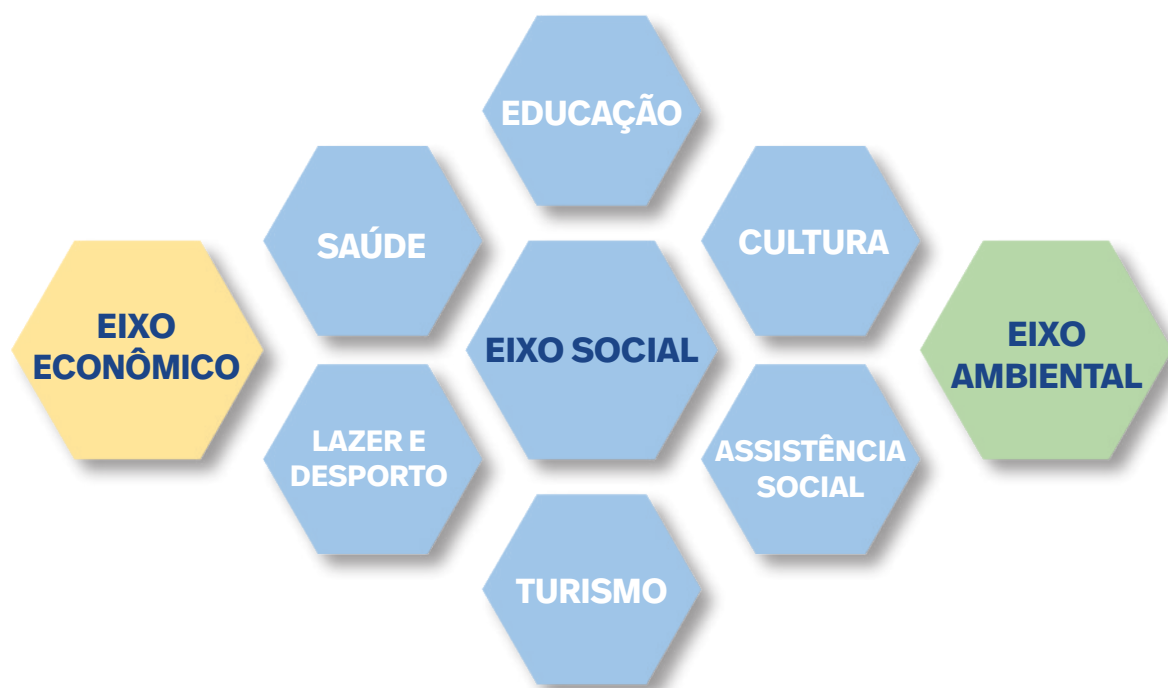 EDUCAÇÃO
SAÚDE
CULTURA
EIXO
ECONÔMICO
EIXO SOCIAL
EIXO
AMBIENTAL
LAZER E
DESPORTO
ASSISTÊNCIA
SOCIAL
TURISMO